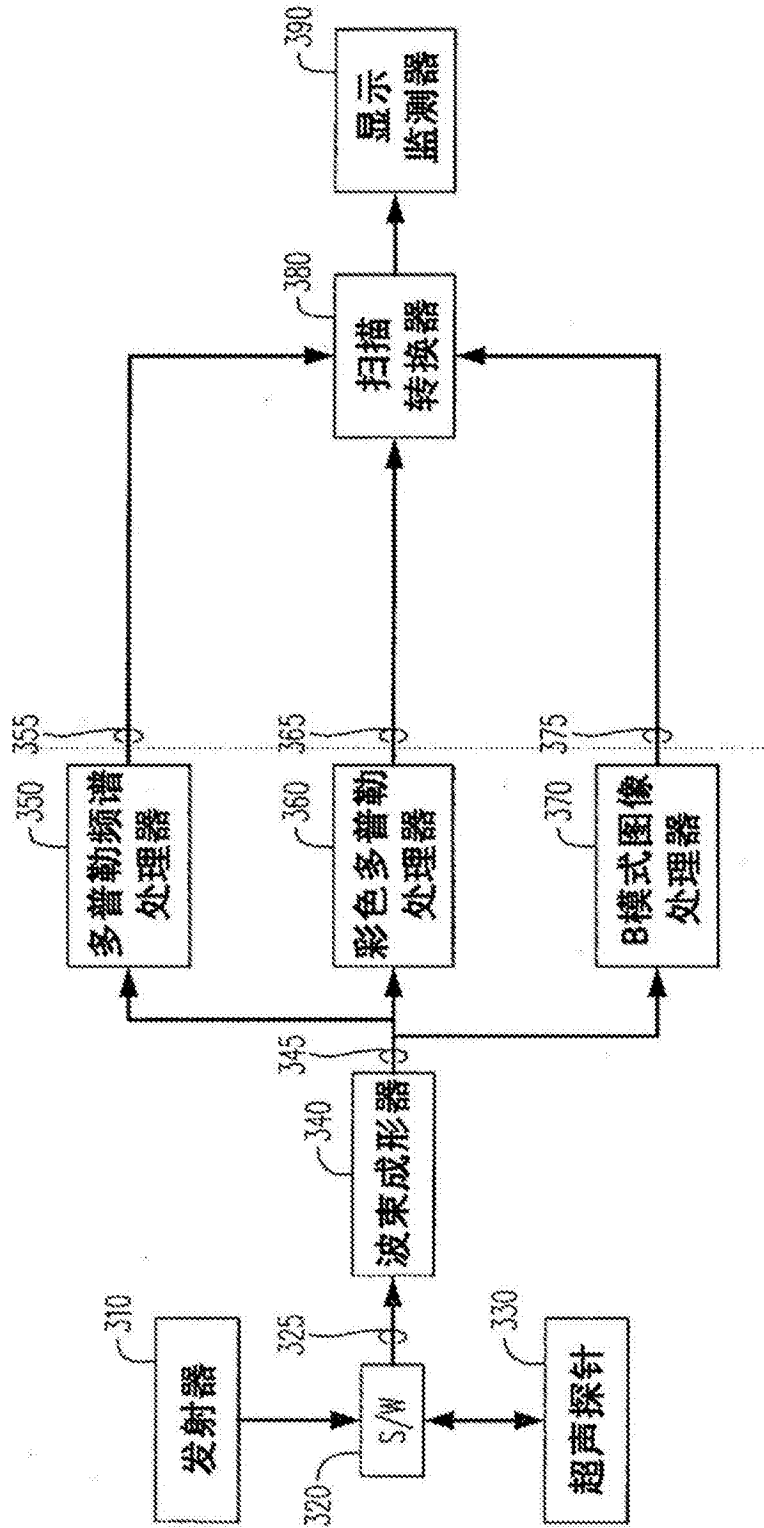 310
发射器
320
S/W
325
330
超声探针
340
波束成形器
345
350
多普勒频谱
处理器
355
360
彩色多普勒
处理器
365
370
B模式图像
处理器
375
380
扫描
转换器
390
显示
监测器